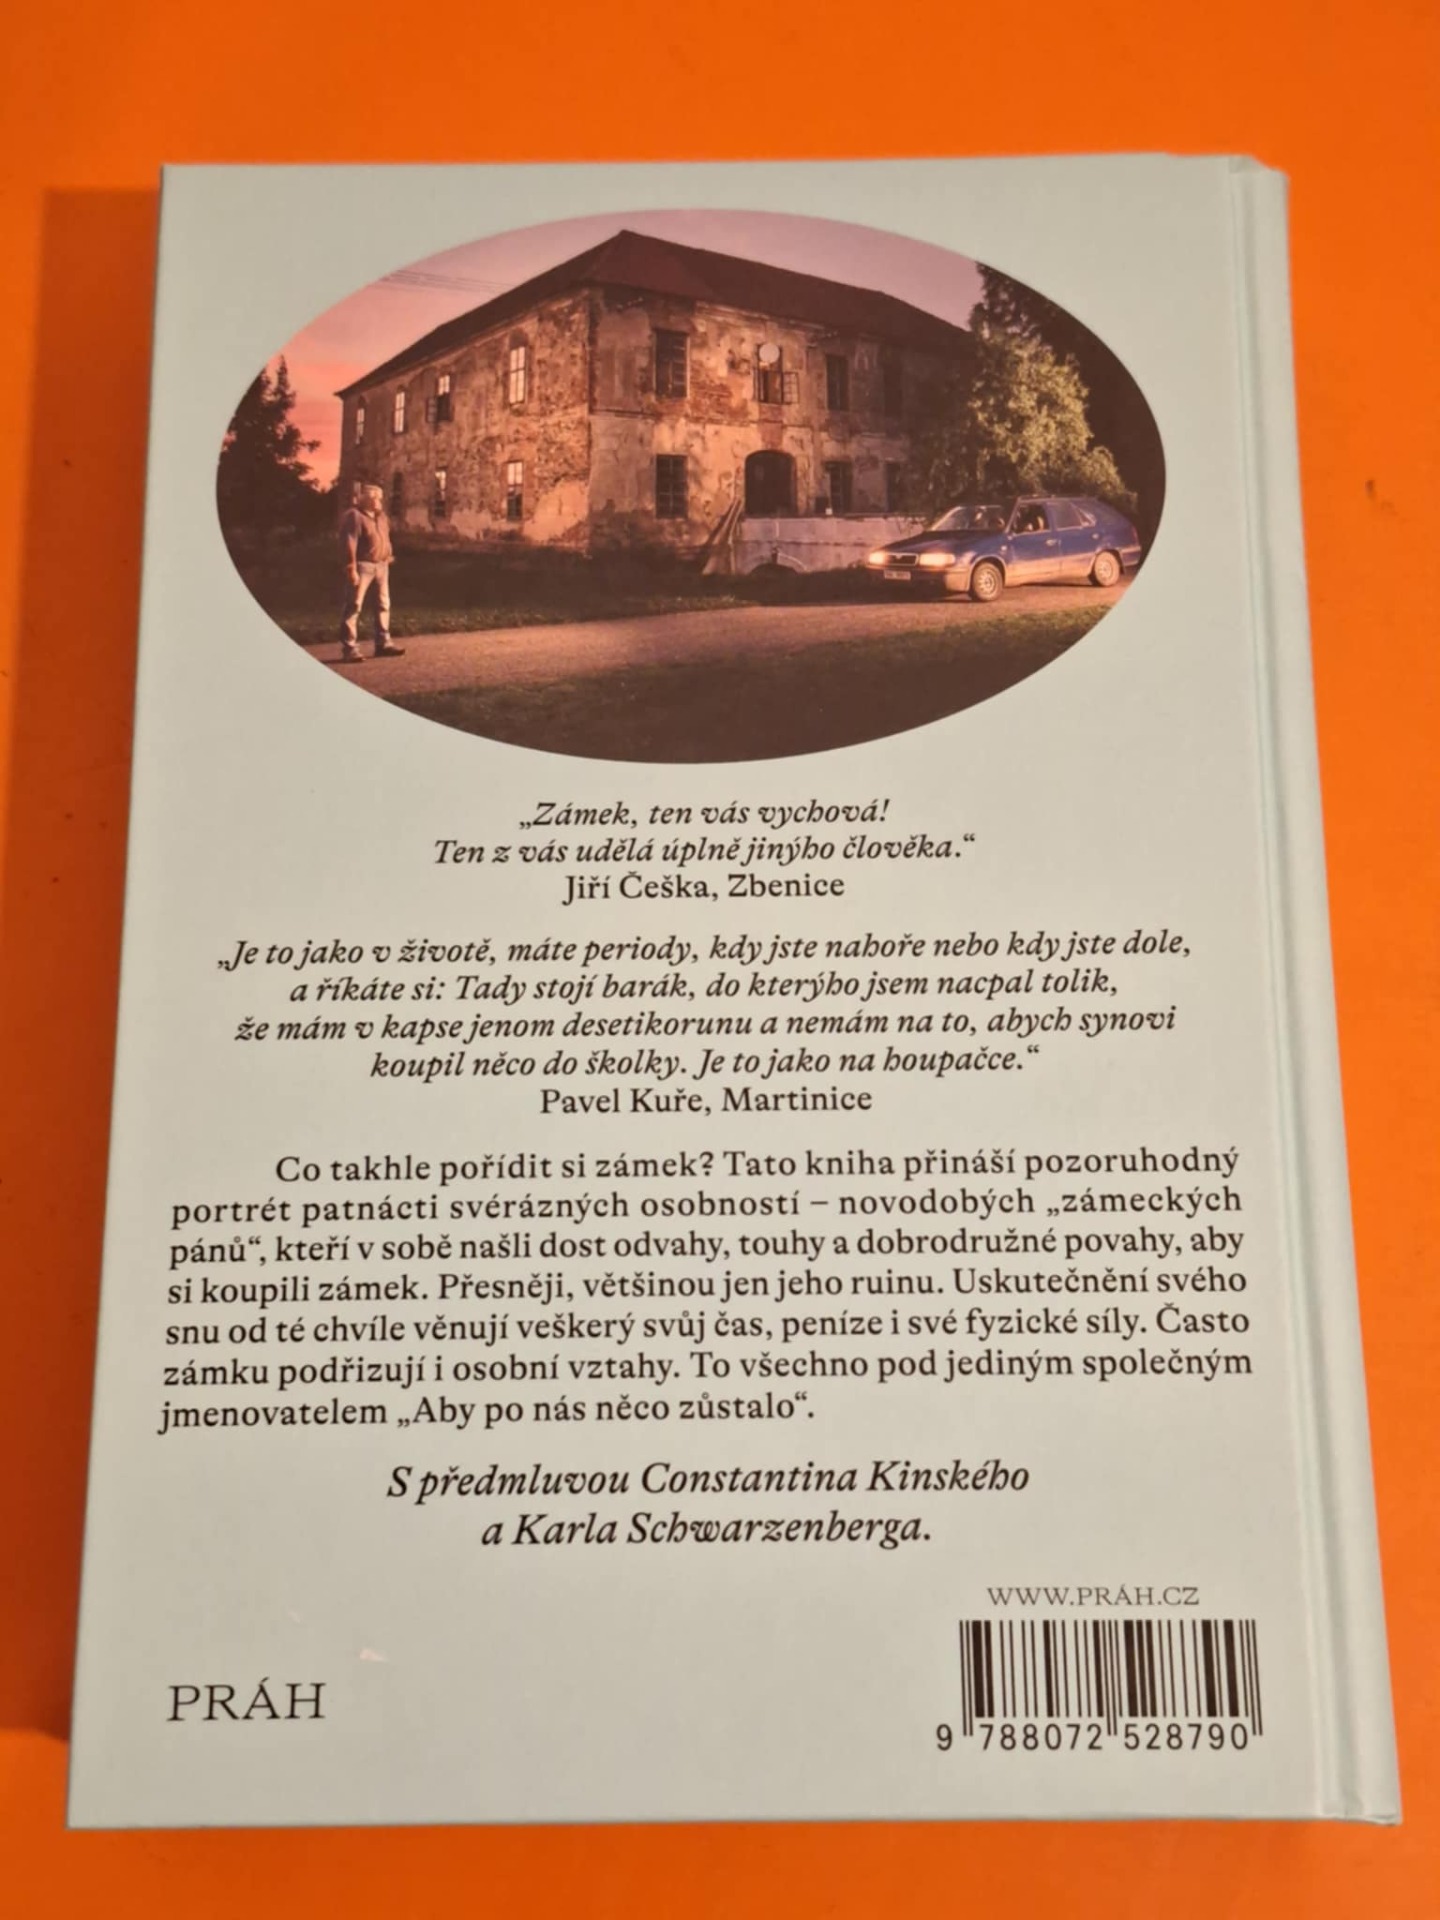 „Zámek, ten vás vychová!
Ten z vás udělá úplně jinýho člověka.“
Jiří Češka, Zbenice
„Je to jako v životě, máte periody, kdy jste nahoře nebo kdy jste dole,
a říkáte si: Tady stojí barák, do kterýho jsem nacpal tolik,
že mám v kapse jenom desetikorunu a nemám na to, abych synovi
koupil něco do školky. Je to jako na houpačce.“
Pavel Kuře, Martinice
Co takhle pořídit si zámek? Tato kniha přináší pozoruhodný
portrét patnácti svérázných osobností – novodobých „zámeckých
pánů“, kteří v sobě našli dost odvahy, touhy a dobrodružné povahy, aby
si koupili zámek. Přesněji, většinou jen jeho ruinu. Uskutečnění svého
snu od té chvíle věnují veškerý svůj čas, peníze i své fyzické síly. Často
zámku podřizují i osobní vztahy. To všechno pod jediným společným
jmenovatelem „Aby po nás něco zůstalo“.
S předmluvou Constantina Kinského
a Karla Schwarzenberga.
WWW.PRÁH.CZ
PRÁH
9 788072 528790